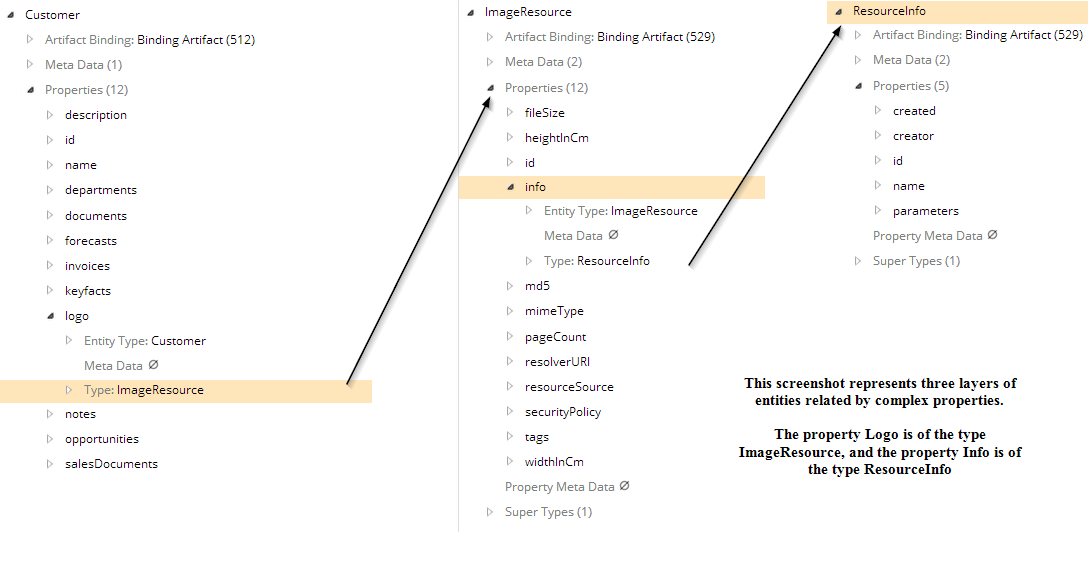 Customer
Artifact Binding: Binding Artifact (512)
Meta Data (1)
Properties (12)
description
id
name
departments
documents
forecasts
invoices
keyfacts
logo
Entity Type: Customer
Meta Data ∅
Type: ImageResource
notes
opportunities
salesDocuments
ImageResource
Artifact Binding: Binding Artifact (529)
Meta Data (2)
Properties (12)
fileSize
heightInCm
id
info
Entity Type: ImageResource
Meta Data ∅
Type: ResourceInfo
md5
mimeType
pageCount
resolverURI
resourceSource
securityPolicy
tags
widthInCm
Property Meta Data ∅
Super Types (1)
ResourceInfo
Artifact Binding: Binding Artifact (529)
Meta Data (2)
Properties (5)
created
creator
id
name
parameters
Property Meta Data ∅
Super Types (1)
This screenshot represents three layers of
entities related by complex properties.
The property Logo is of the type
ImageResource, and the property Info is of
the type ResourceInfo